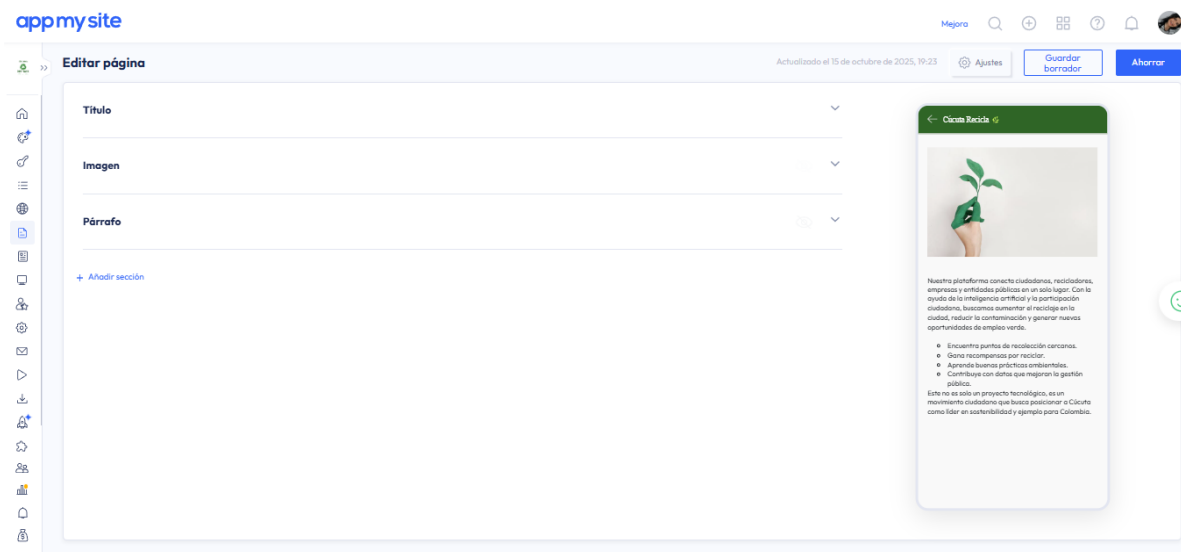 appmysite
Mejora
Editar página
Actualizado el 15 de octubre de 2025, 19:23
Ajustes
Guardar
borrador
Ahorrar
Título
Imagen
Párrafo
+ Añadir sección
Cúcuta Recicla
Nuestra plataforma conecta ciudadanos, recicladores,
empresas y entidades públicas en un solo lugar. Con la
ayuda de la inteligencia artificial y la participación
ciudadana, buscamos aumentar el reciclaje en la
ciudad, reducir la contaminación y generar nuevas
oportunidades de empleo verde.
Encuentra puntos de recolección cercanos.
Gana recompensas por reciclar.
Aprende buenas prácticas ambientales.
Contribuye con datos que mejoran la gestión
pública.
Este no es solo un proyecto tecnológico, es un
movimiento ciudadano que busca posicionar a Cúcuta
como líder en sostenibilidad y ejemplo para Colombia.